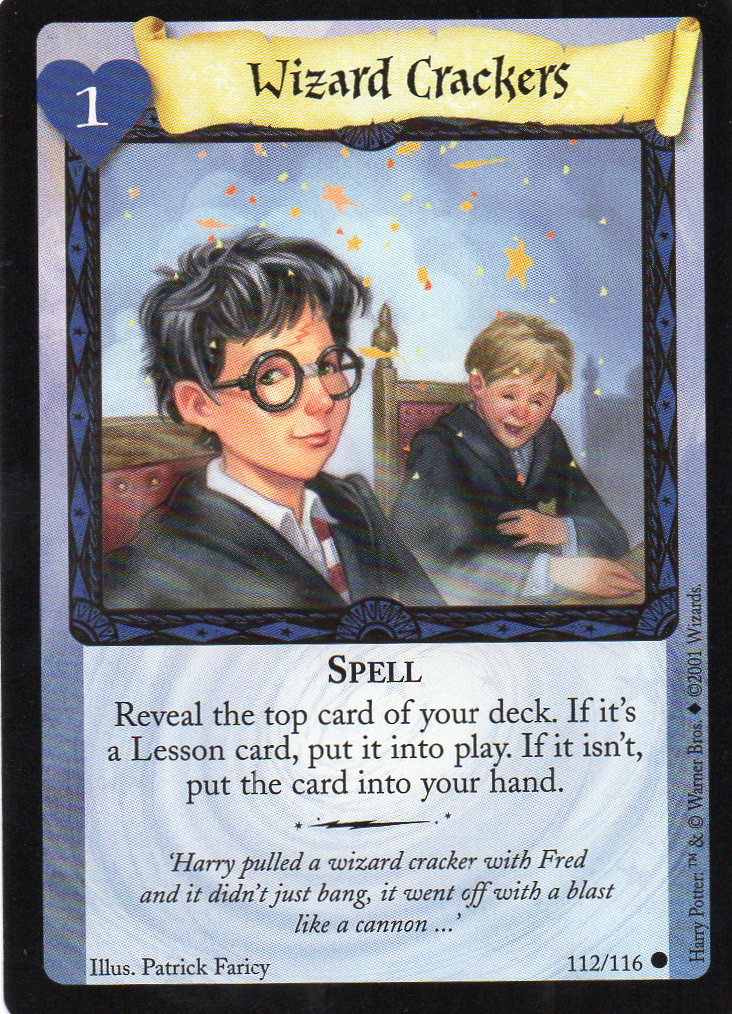 Wizard Crackers
1
SPELL
Reveal the top card of your deck. If it's
a Lesson card, put it into play. If it isn't,
put the card into your hand.
‘Harry pulled a wizard cracker with Fred
and it didn't just bang, it went off with a blast
like a cannon ...’
Illus. Patrick Faricy
112/116
Harry Potter: ™ & © Warner Bros. ◆ ©2001 Wizards.